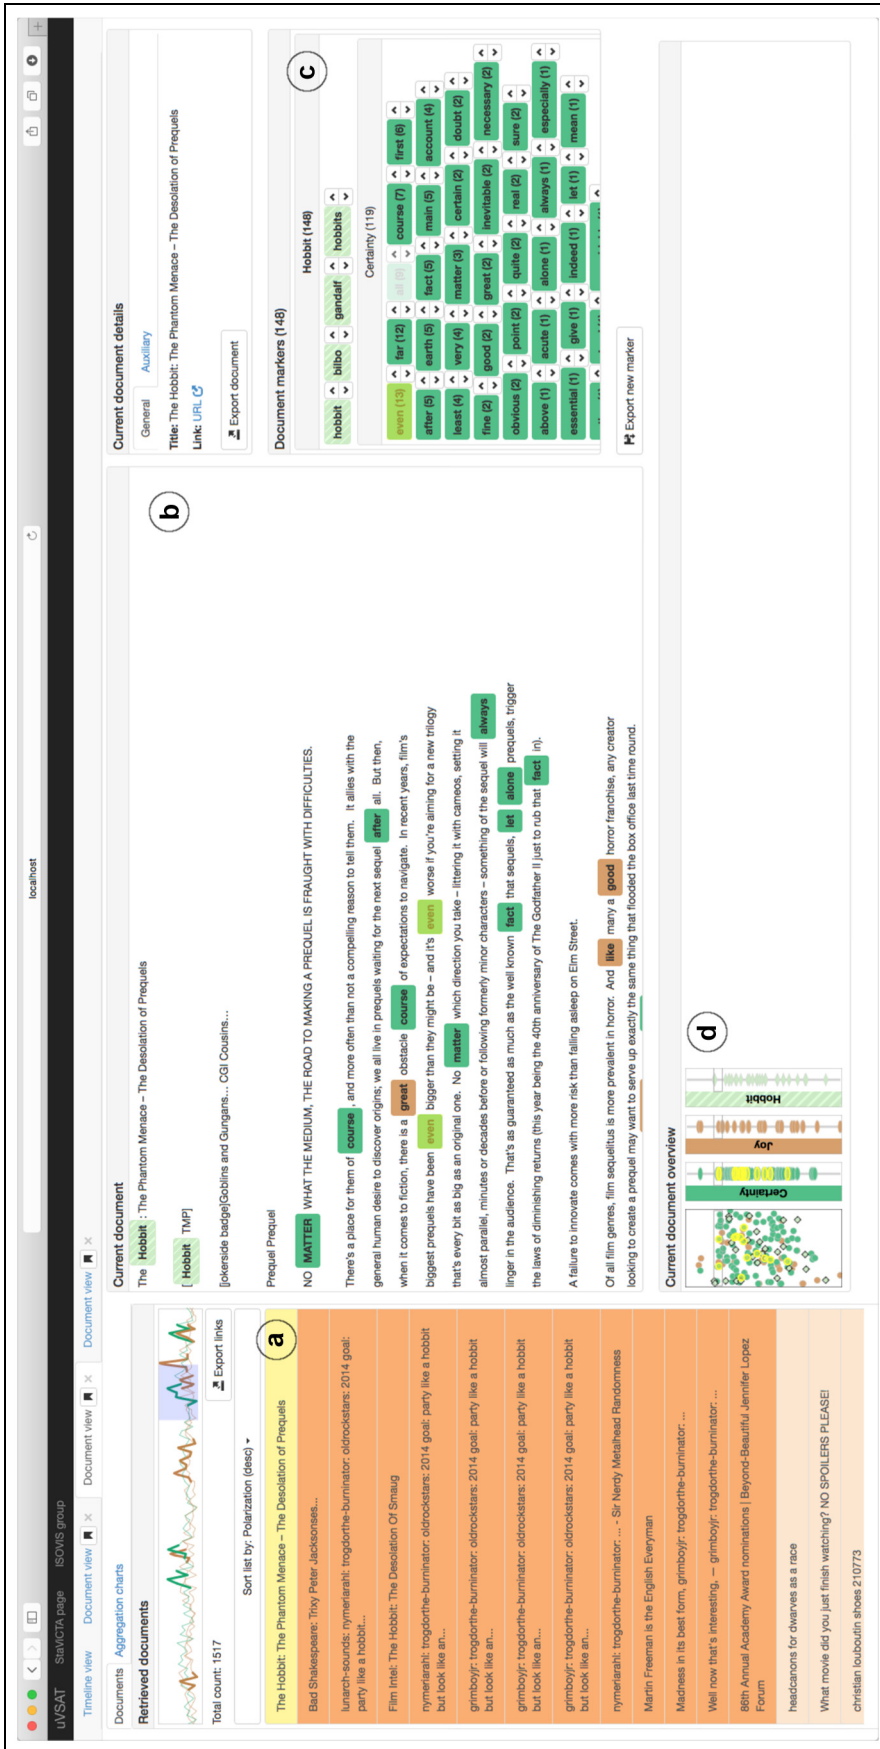 localhost
uVSAT
StaViCTA page
ISOVIS group
Timeline view
Document view
Document view
Document view
Documents
Aggregation charts
Retrieved documents
Total count: 1517
Export links
Sort list by: Polarization (desc)
a
The Hobbit: The Phantom Menace – The Desolation of Prequels
Bad Shakespeare: Trixy Peter Jacksonses...
lunarch-sounds: nymeriarahl: trogdorthe-burninator: oldrockstars: 2014 goal:
party like a hobbit...
Film Intel: The Hobbit: The Desolation Of Smaug
nymeriarahl: trogdorthe-burninator: oldrockstars: 2014 goal: party like a hobbit
but look like an...
grimboyjr: trogdorthe-burninator: oldrockstars: 2014 goal: party like a hobbit
but look like an...
grimboyjr: trogdorthe-burninator: oldrockstars: 2014 goal: party like a hobbit
but look like an...
grimboyjr: trogdorthe-burninator: oldrockstars: 2014 goal: party like a hobbit
but look like an...
nymeriarahl: trogdorthe-burninator: ... - Sir Nerdy Metalhead Randomness
Martin Freeman is the English Everyman
Madness in its best form, grimboyjr: trogdorthe-burninator: ...
Well now that's interesting, — grimboyjr: trogdorthe-burninator: ...
86th Annual Academy Award nominations | Beyond-Beautiful Jennifer Lopez
Forum
headcanons for dwarves as a race
What movie did you just finish watching? NO SPOILERS PLEASE!
christian louboutin shoes 210773
Current document
b
The Hobbit : The Phantom Menace – The Desolation of Prequels
[ Hobbit TMP]
[jokerside badge]Goblins and Gungans... CGI Cousins...
Prequel Prequel
NO MATTER WHAT THE MEDIUM, THE ROAD TO MAKING A PREQUEL IS FRAUGHT WITH DIFFICULTIES.
There's a place for them of course , and more often than not a compelling reason to tell them. It allies with the
general human desire to discover origins; we all live in prequels waiting for the next sequel after all. But then,
when it comes to fiction, there is a great obstacle course of expectations to navigate. In recent years, film's
biggest prequels have been even bigger than they might be – and it's even worse if you're aiming for a new trilogy
that's every bit as big as an original one. No matter which direction you take – littering it with cameos, setting it
almost parallel, minutes or decades before or following formerly minor characters – something of the sequel will always
linger in the audience. That's as guaranteed as much as the well known fact that sequels, let alone prequels, trigger
the laws of diminishing returns (this year being the 40th anniversary of The Godfather II just to rub that fact in).
A failure to innovate comes with more risk than falling asleep on Elm Street.
Of all film genres, film sequelitus is more prevalent in horror. And like many a good horror franchise, any creator
looking to create a prequel may want to serve up exactly the same thing that flooded the box office last time round.
Current document overview
d
Certainty
Joy
Hobbit
Current document details
General
Auxiliary
Title: The Hobbit: The Phantom Menace – The Desolation of Prequels
Link: URL
Export document
Document markers (148)
c
Hobbit (148)
hobbit bilbo gandalf hobbits
Certainty (119)
even (13) far (12) all (9) course (7) first (6)
after (5) earth (5) fact (5) main (5) account (4)
least (4) very (4) matter (3) certain (2) doubt (2)
fine (2) good (2) great (2) inevitable (2) necessary (2)
obvious (2) point (2) quite (2) real (2) sure (2)
above (1) acute (1) alone (1) always (1) especially (1)
essential (1) give (1) indeed (1) let (1) mean (1)
Export new marker